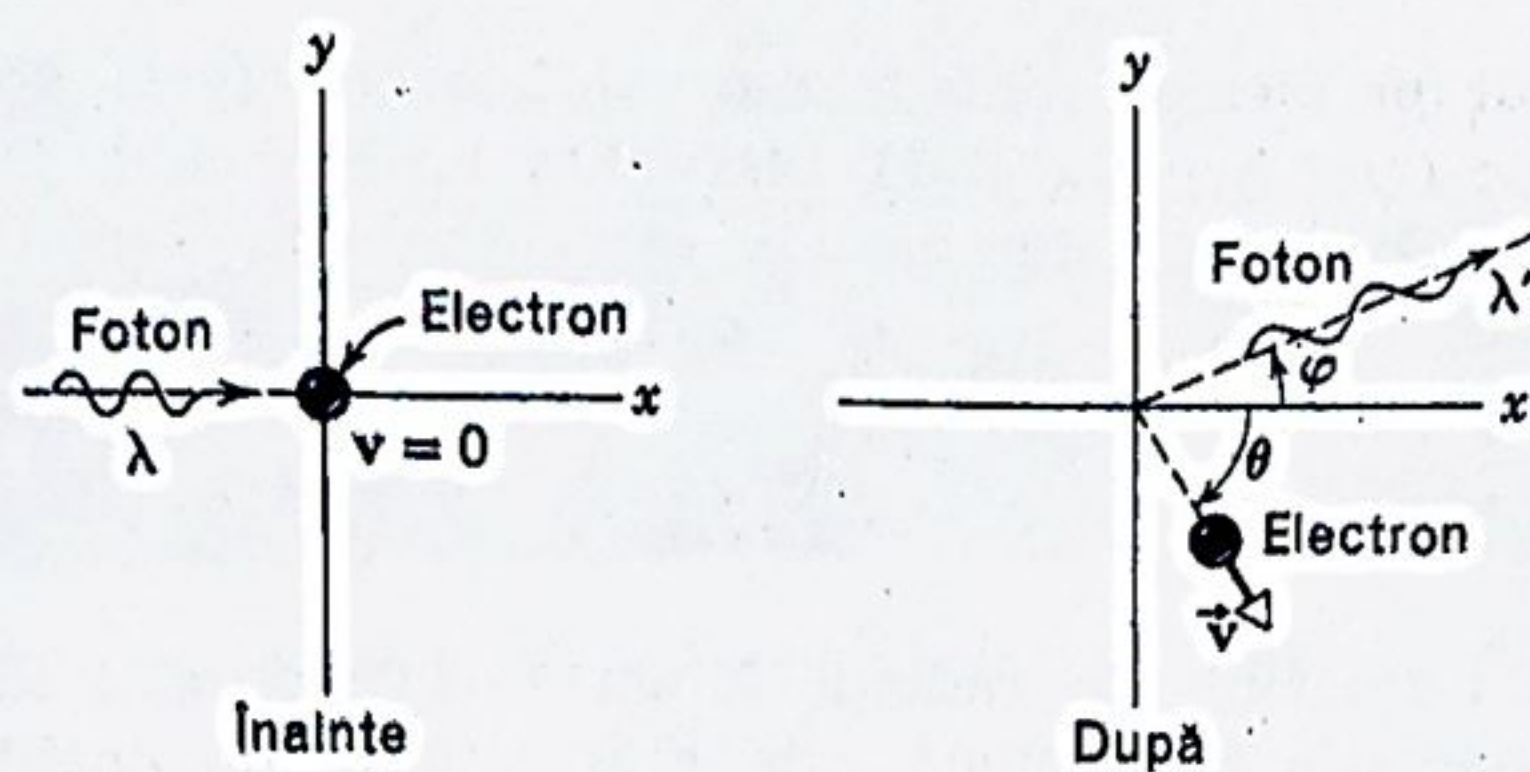 y
Foton
Electron
x
λ
v = 0
Înainte
y
Foton
λ'
φ
x
θ
Electron
v⃗
După